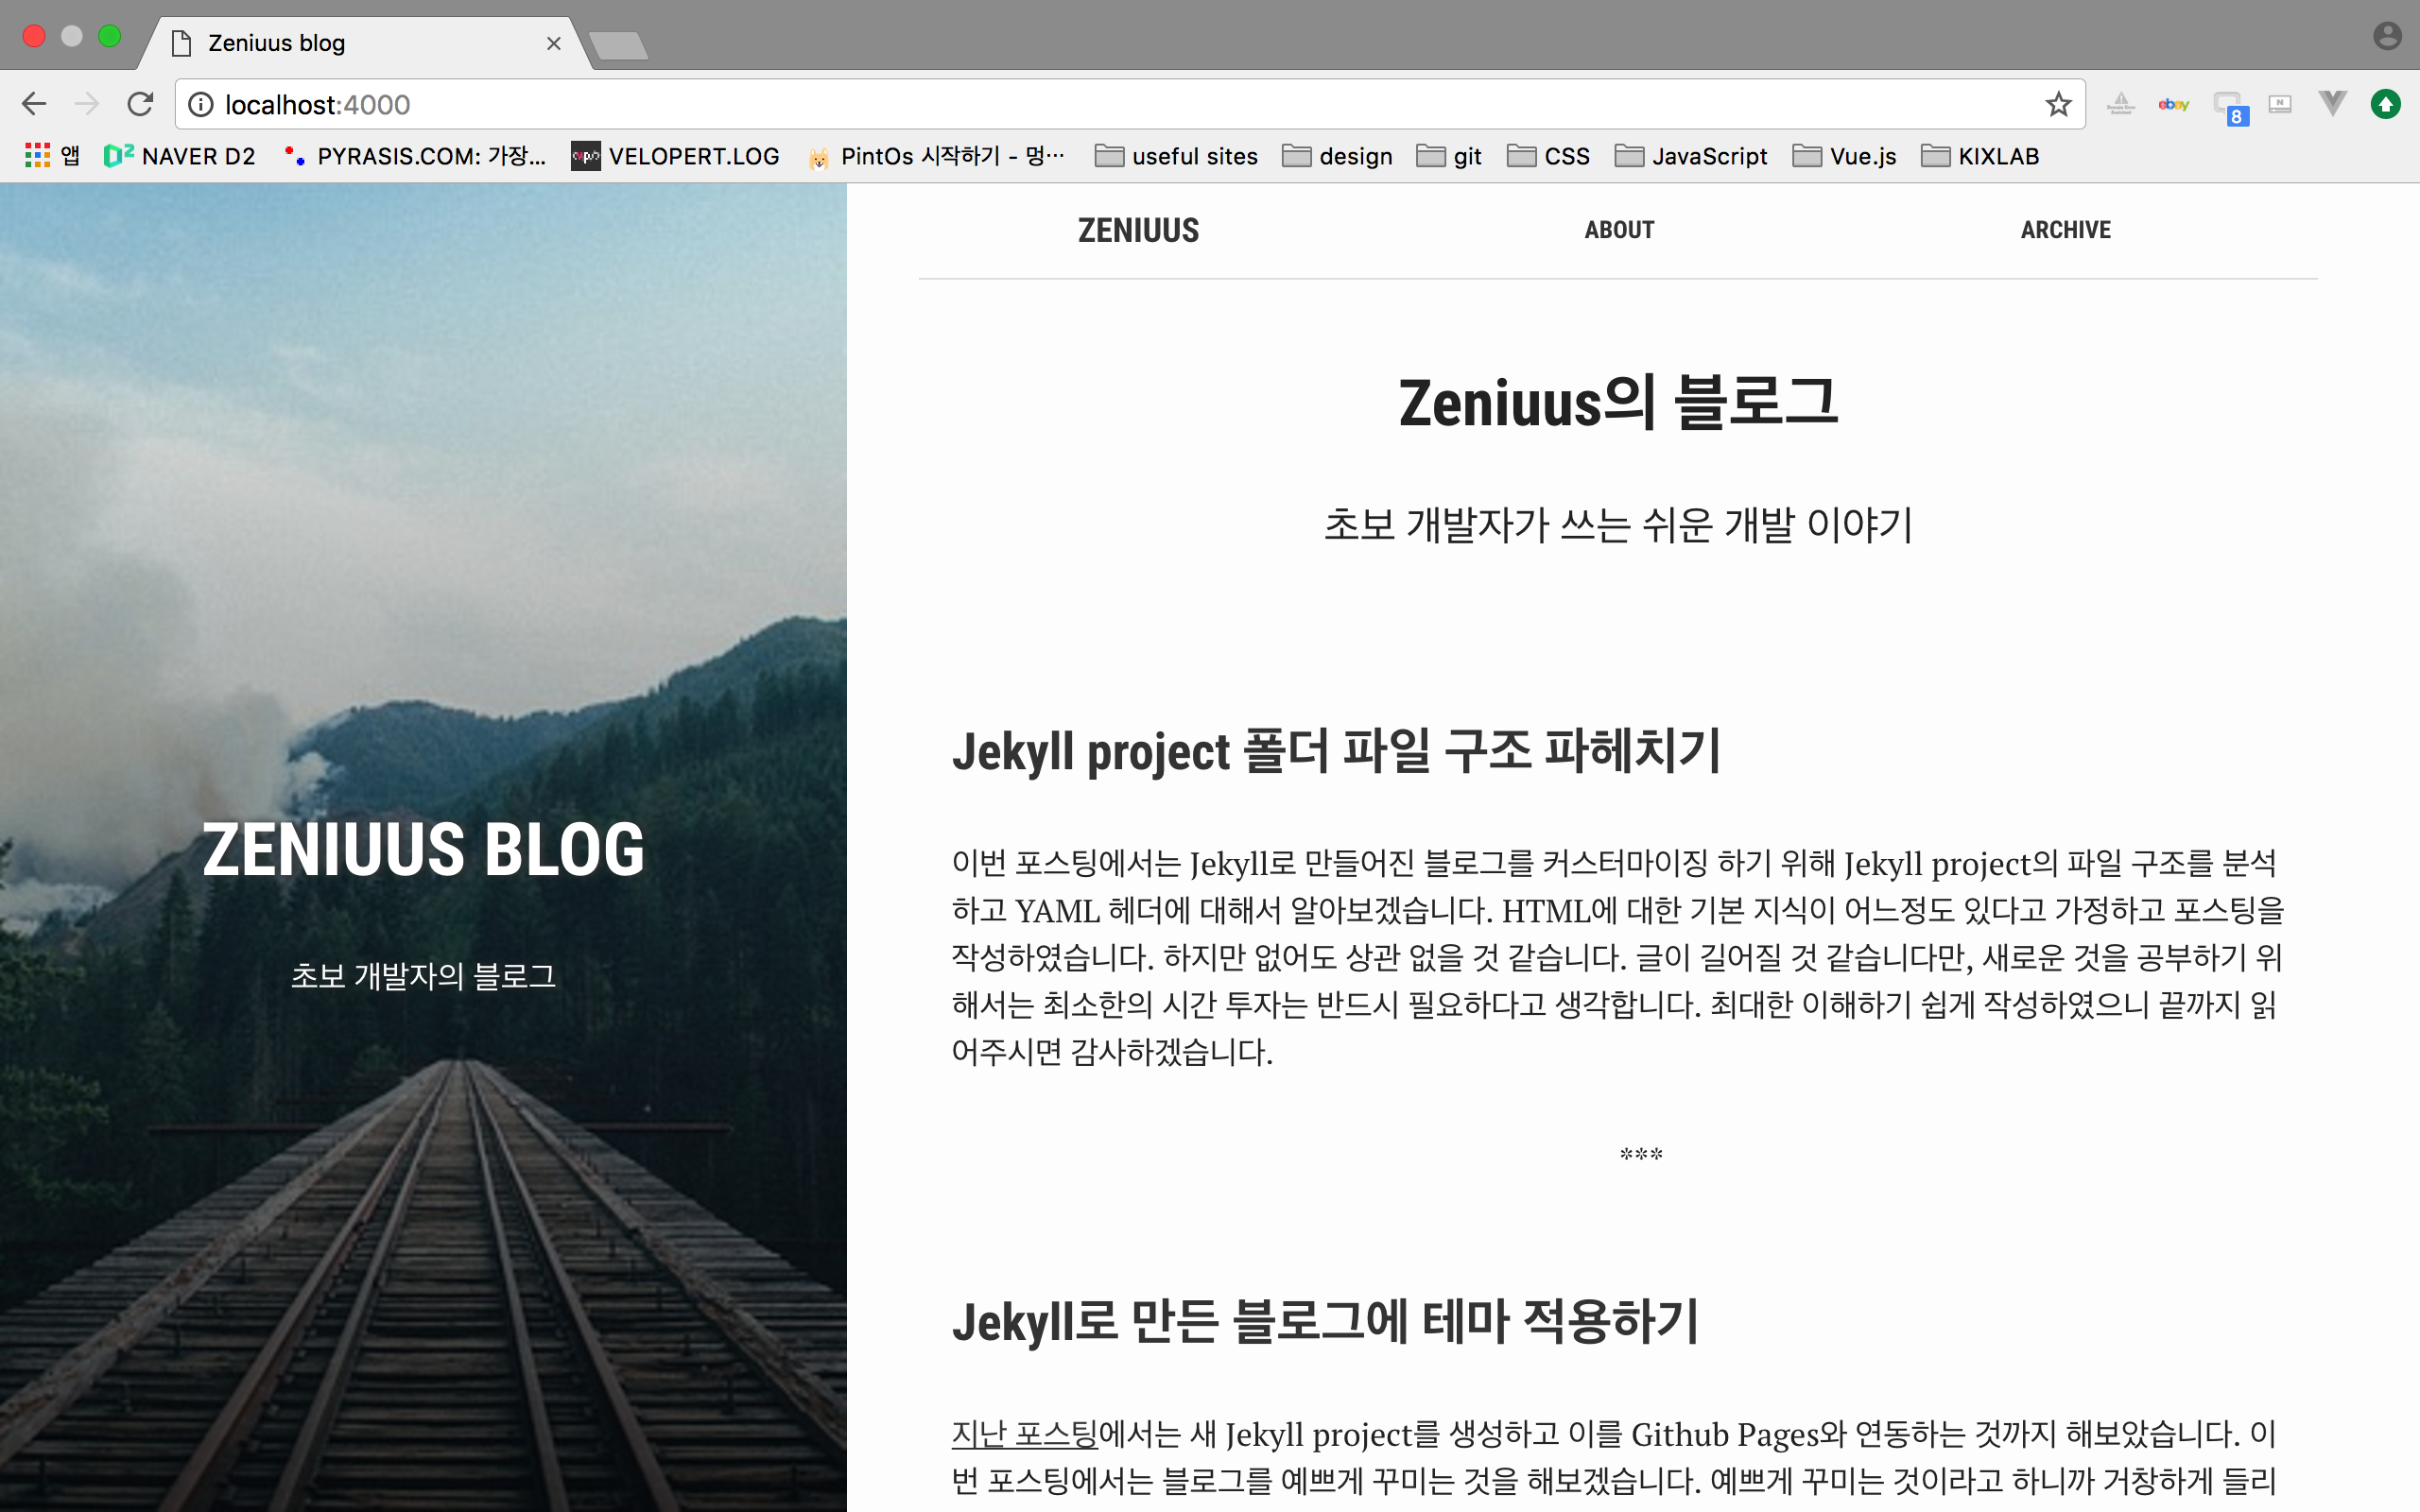 Zeniuus blog
localhost:4000
8
앱 NAVER D2 PYRASIS.COM: 가장... VELOPERT.LOG PintOs 시작하기 - 멍… useful sites design git CSS JavaScript Vue.js KIXLAB
ZENIUUS ABOUT ARCHIVE
ZENIUUS BLOG
초보 개발자의 블로그
Zeniuus의 블로그
초보 개발자가 쓰는 쉬운 개발 이야기
Jekyll project 폴더 파일 구조 파헤치기
이번 포스팅에서는 Jekyll로 만들어진 블로그를 커스터마이징 하기 위해 Jekyll project의 파일 구조를 분석
하고 YAML 헤더에 대해서 알아보겠습니다. HTML에 대한 기본 지식이 어느정도 있다고 가정하고 포스팅을
작성하였습니다. 하지만 없어도 상관 없을 것 같습니다. 글이 길어질 것 같습니다만, 새로운 것을 공부하기 위
해서는 최소한의 시간 투자는 반드시 필요하다고 생각합니다. 최대한 이해하기 쉽게 작성하였으니 끝까지 읽
어주시면 감사하겠습니다.
***
Jekyll로 만든 블로그에 테마 적용하기
지난 포스팅에서는 새 Jekyll project를 생성하고 이를 Github Pages와 연동하는 것까지 해보았습니다. 이
번 포스팅에서는 블로그를 예쁘게 꾸미는 것을 해보겠습니다. 예쁘게 꾸미는 것이라고 하니까 거창하게 들리